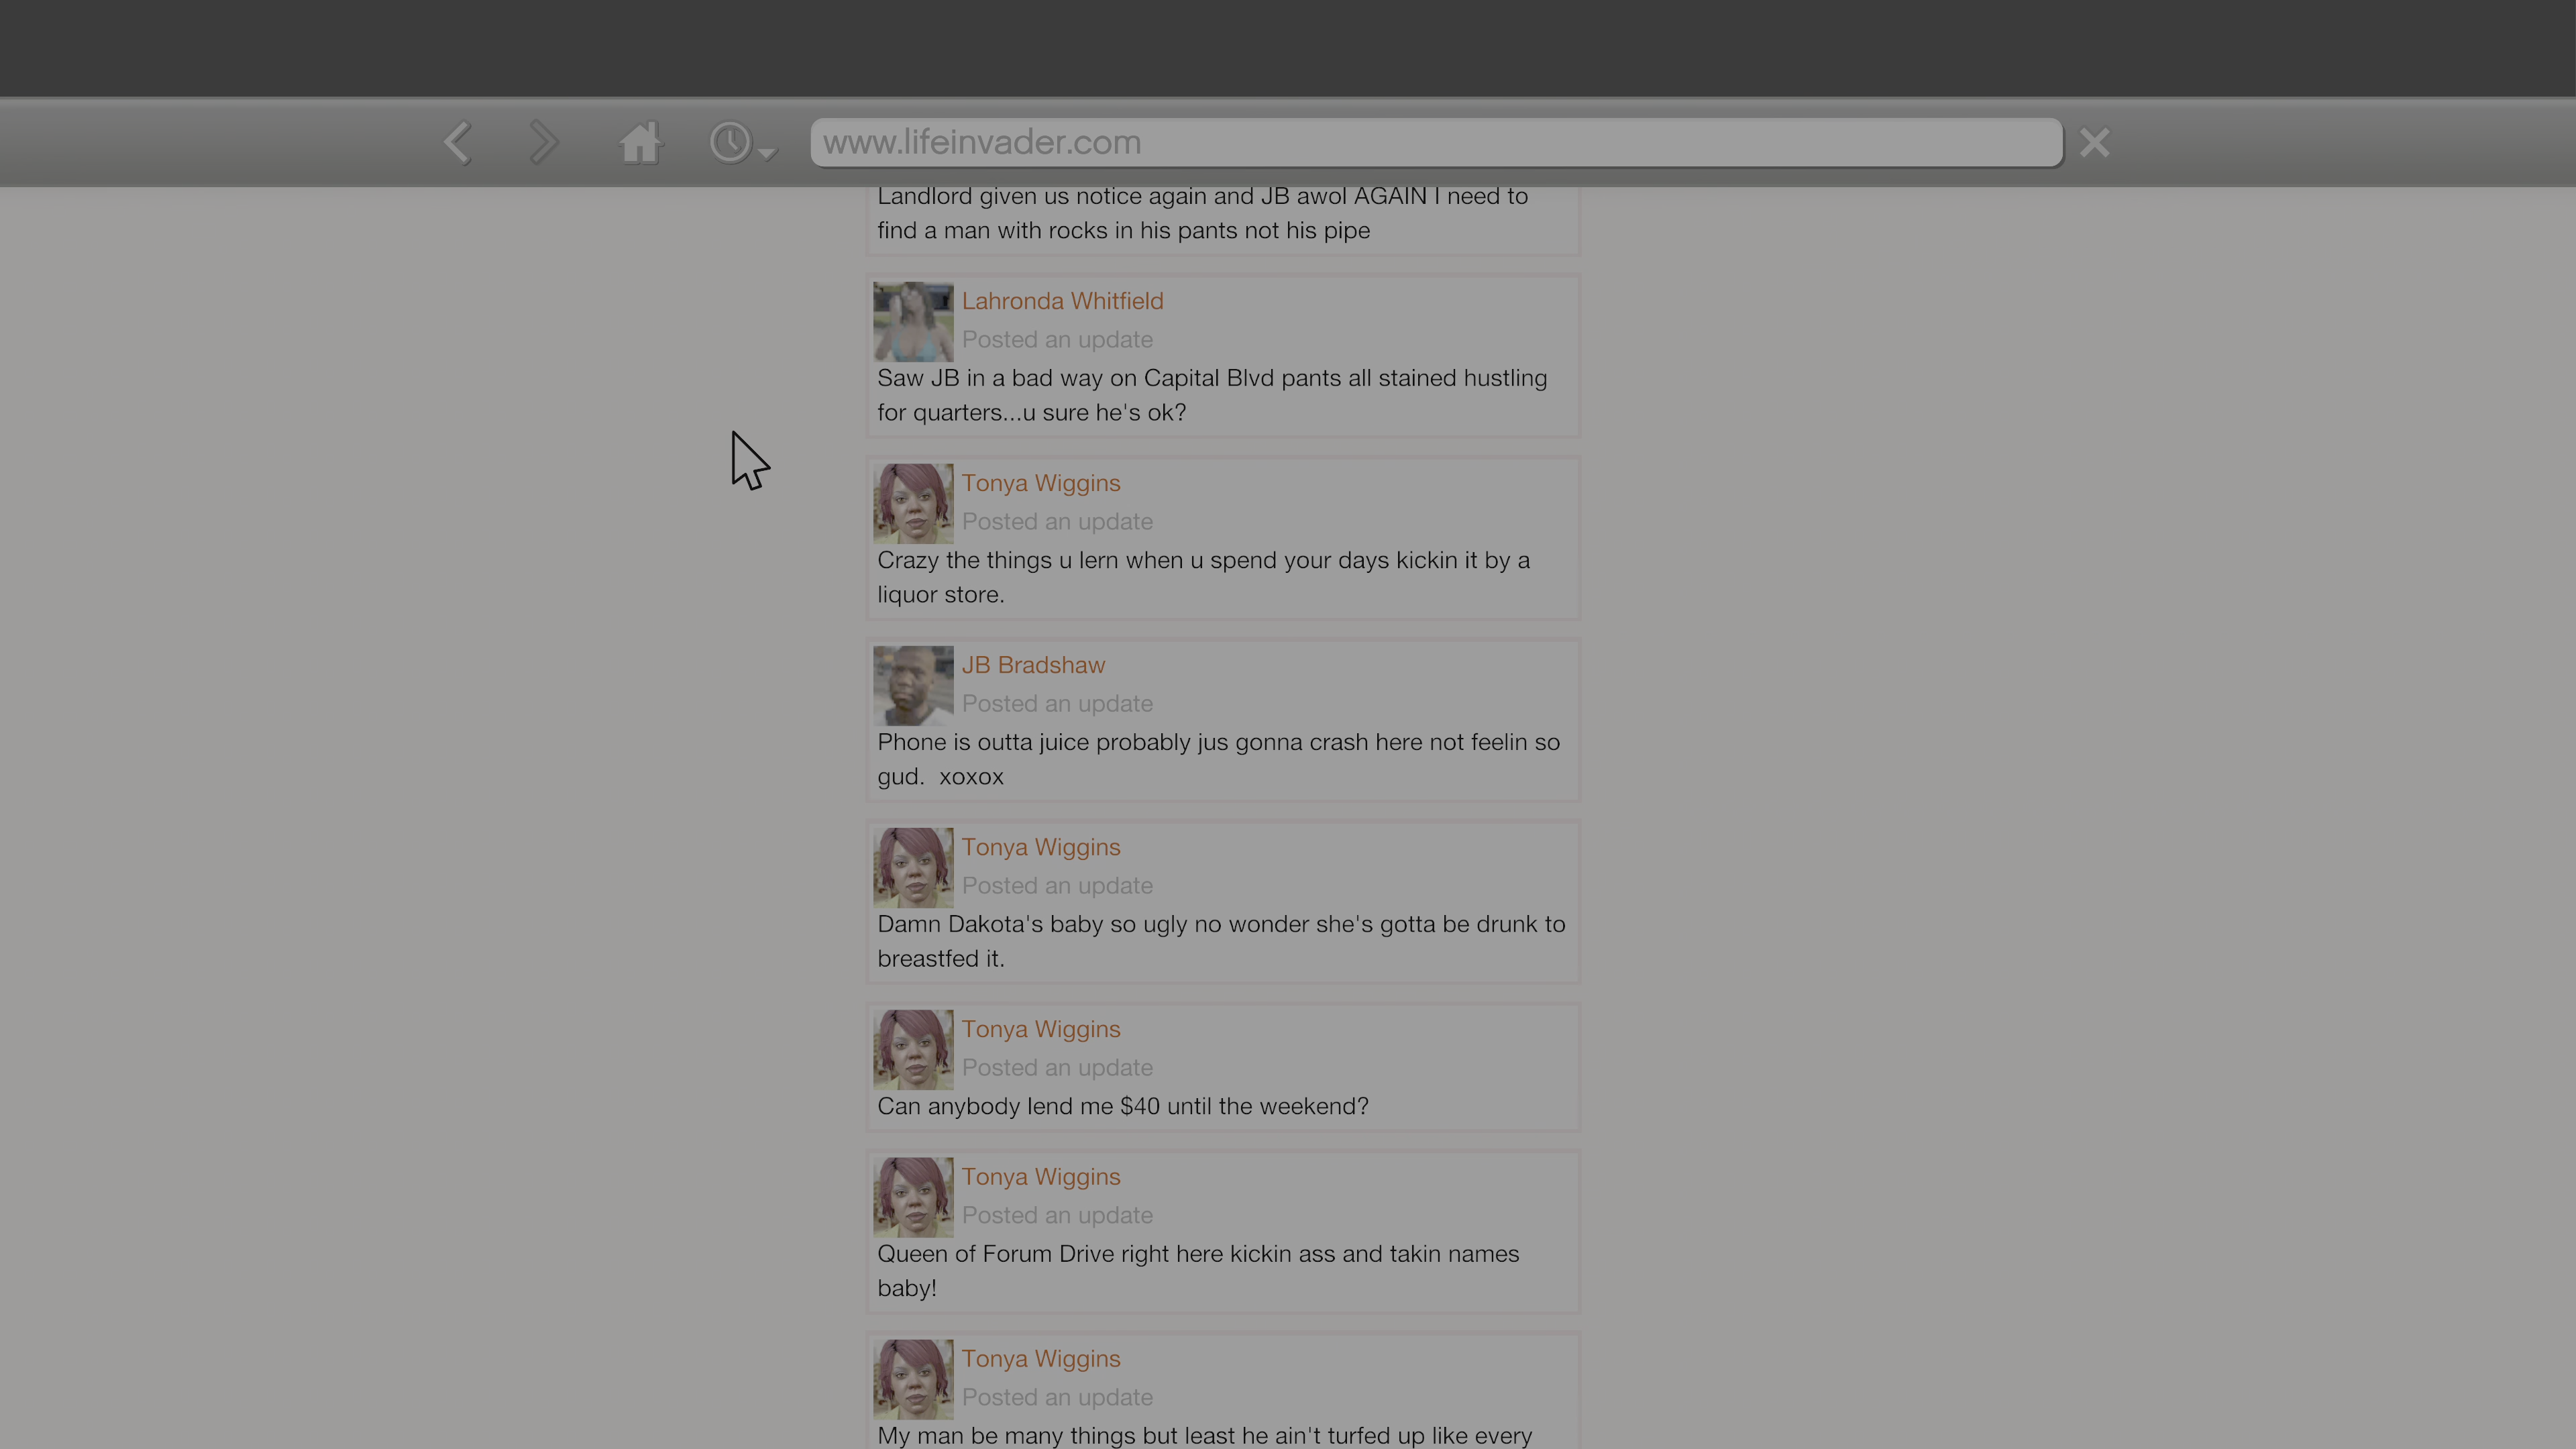 www.lifeinvader.com
Landlord given us notice again and JB awol AGAIN I need to
find a man with rocks in his pants not his pipe
Lahronda Whitfield
Posted an update
Saw JB in a bad way on Capital Blvd pants all stained hustling
for quarters...u sure he's ok?
Tonya Wiggins
Posted an update
Crazy the things u lern when u spend your days kickin it by a
liquor store.
JB Bradshaw
Posted an update
Phone is outta juice probably jus gonna crash here not feelin so
gud.  xoxox
Tonya Wiggins
Posted an update
Damn Dakota's baby so ugly no wonder she's gotta be drunk to
breastfed it.
Tonya Wiggins
Posted an update
Can anybody lend me $40 until the weekend?
Tonya Wiggins
Posted an update
Queen of Forum Drive right here kickin ass and takin names
baby!
Tonya Wiggins
Posted an update
My man be many things but least he ain't turfed up like every